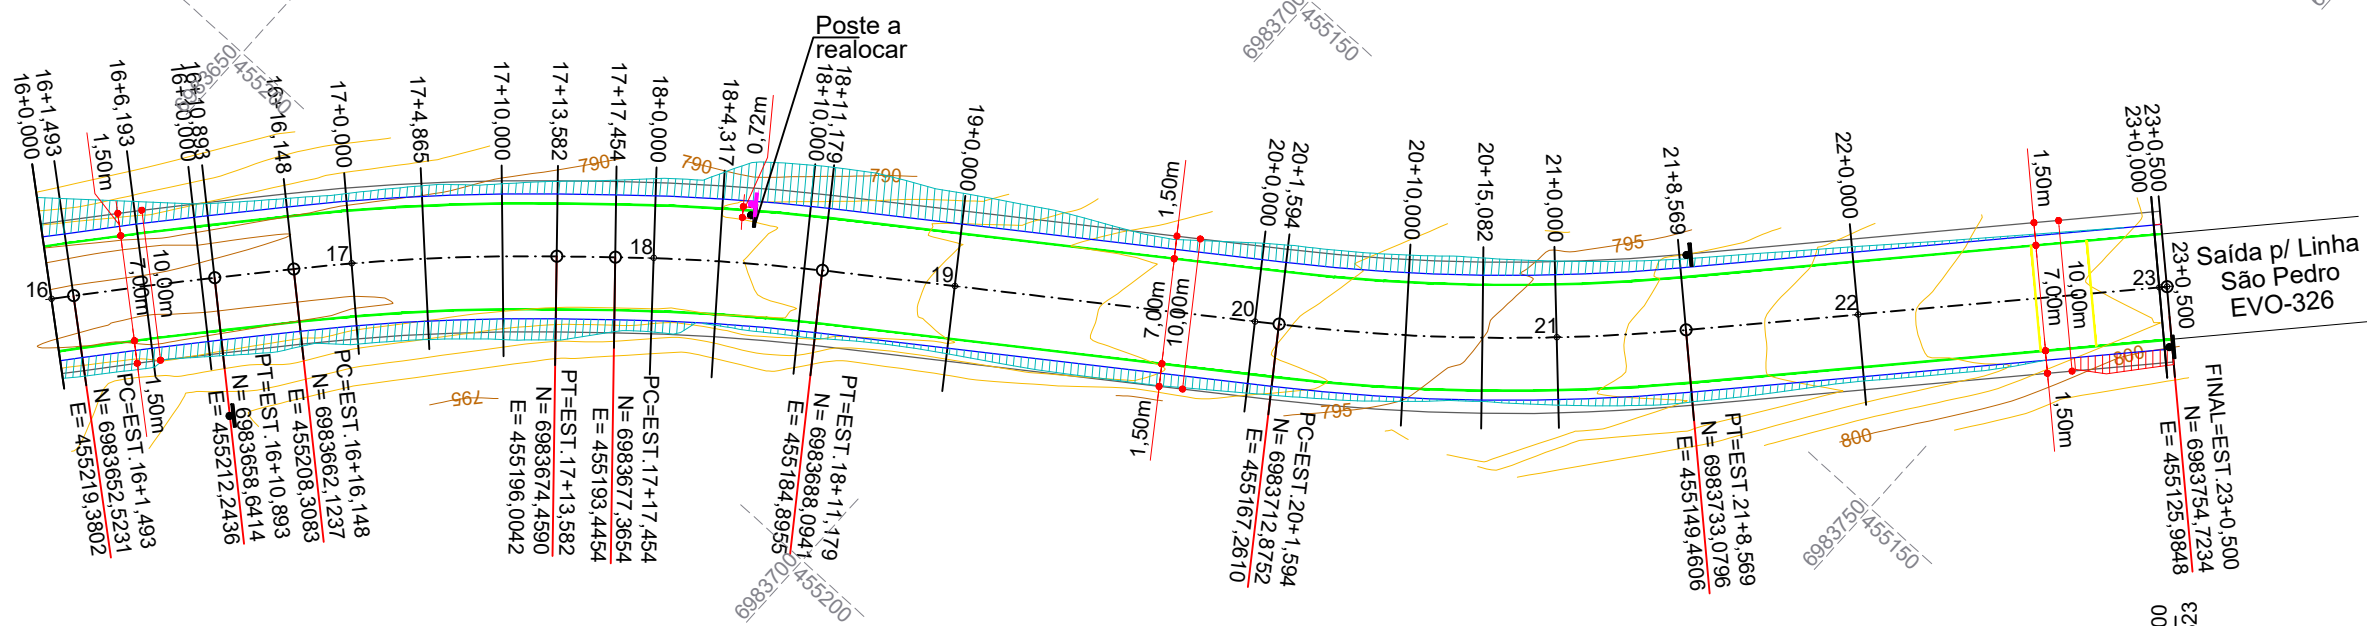 Poste a
realocar
16+0,000
16+1,493
16+6,193
16+10,000
16+10,893
16+16,148
17+0,000
17+4,865
17+10,000
17+13,582
17+17,454
18+0,000
18+4,317
18+10,000
18+11,179
19+0,000
20+0,000
20+1,594
20+10,000
20+15,082
21+0,000
21+8,569
22+0,000
23+0,000
23+0,500
23+0,500
6983650
455200
6983700
455150
6983700
455200
6983750
455150
1,50m
7,00m
10,00m
1,50m
0,72m
1,50m
7,00m
10,00m
1,50m
1,50m
7,00m
10,00m
1,50m
790
790
790
795
795
795
800
800
16
17
18
19
20
21
22
23
Saída p/ Linha
São Pedro
EVO-326
PC=EST.16+1,493
N= 6983652,5231
E= 455219,3802
PT=EST.16+10,893
N= 6983658,6414
E= 455212,2436
PC=EST.16+16,148
N= 6983662,1237
E= 455208,3083
PT=EST.17+13,582
N= 6983674,4590
E= 455196,0042
PC=EST.17+17,454
N= 6983677,3654
E= 455193,4454
PT=EST.18+11,179
N= 6983688,0941
E= 455184,8955
PC=EST.20+1,594
N= 6983712,8752
E= 455167,2610
PT=EST.21+8,569
N= 6983733,0796
E= 455149,4606
FINAL=EST.23+0,500
N= 6983754,7234
E= 455125,9848